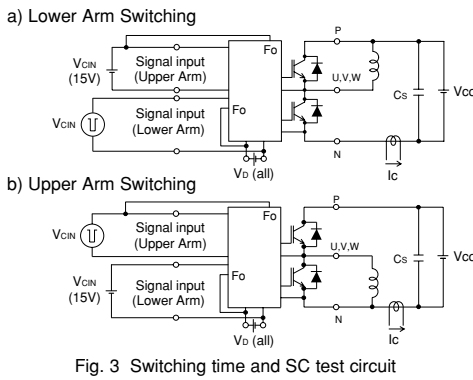 a) Lower Arm Switching
P
Fo
VCIN
(15V)
Signal input
(Upper Arm)
U,V,W
CS
Vcc
Fo
Signal input
(Lower Arm)
VCIN
N
VD (all)
Ic
b) Upper Arm Switching
P
Fo
VCIN
Signal input
(Upper Arm)
U,V,W
CS
Vcc
Fo
VCIN
(15V)
Signal input
(Lower Arm)
N
VD (all)
Ic
Fig. 3 Switching time and SC test circuit